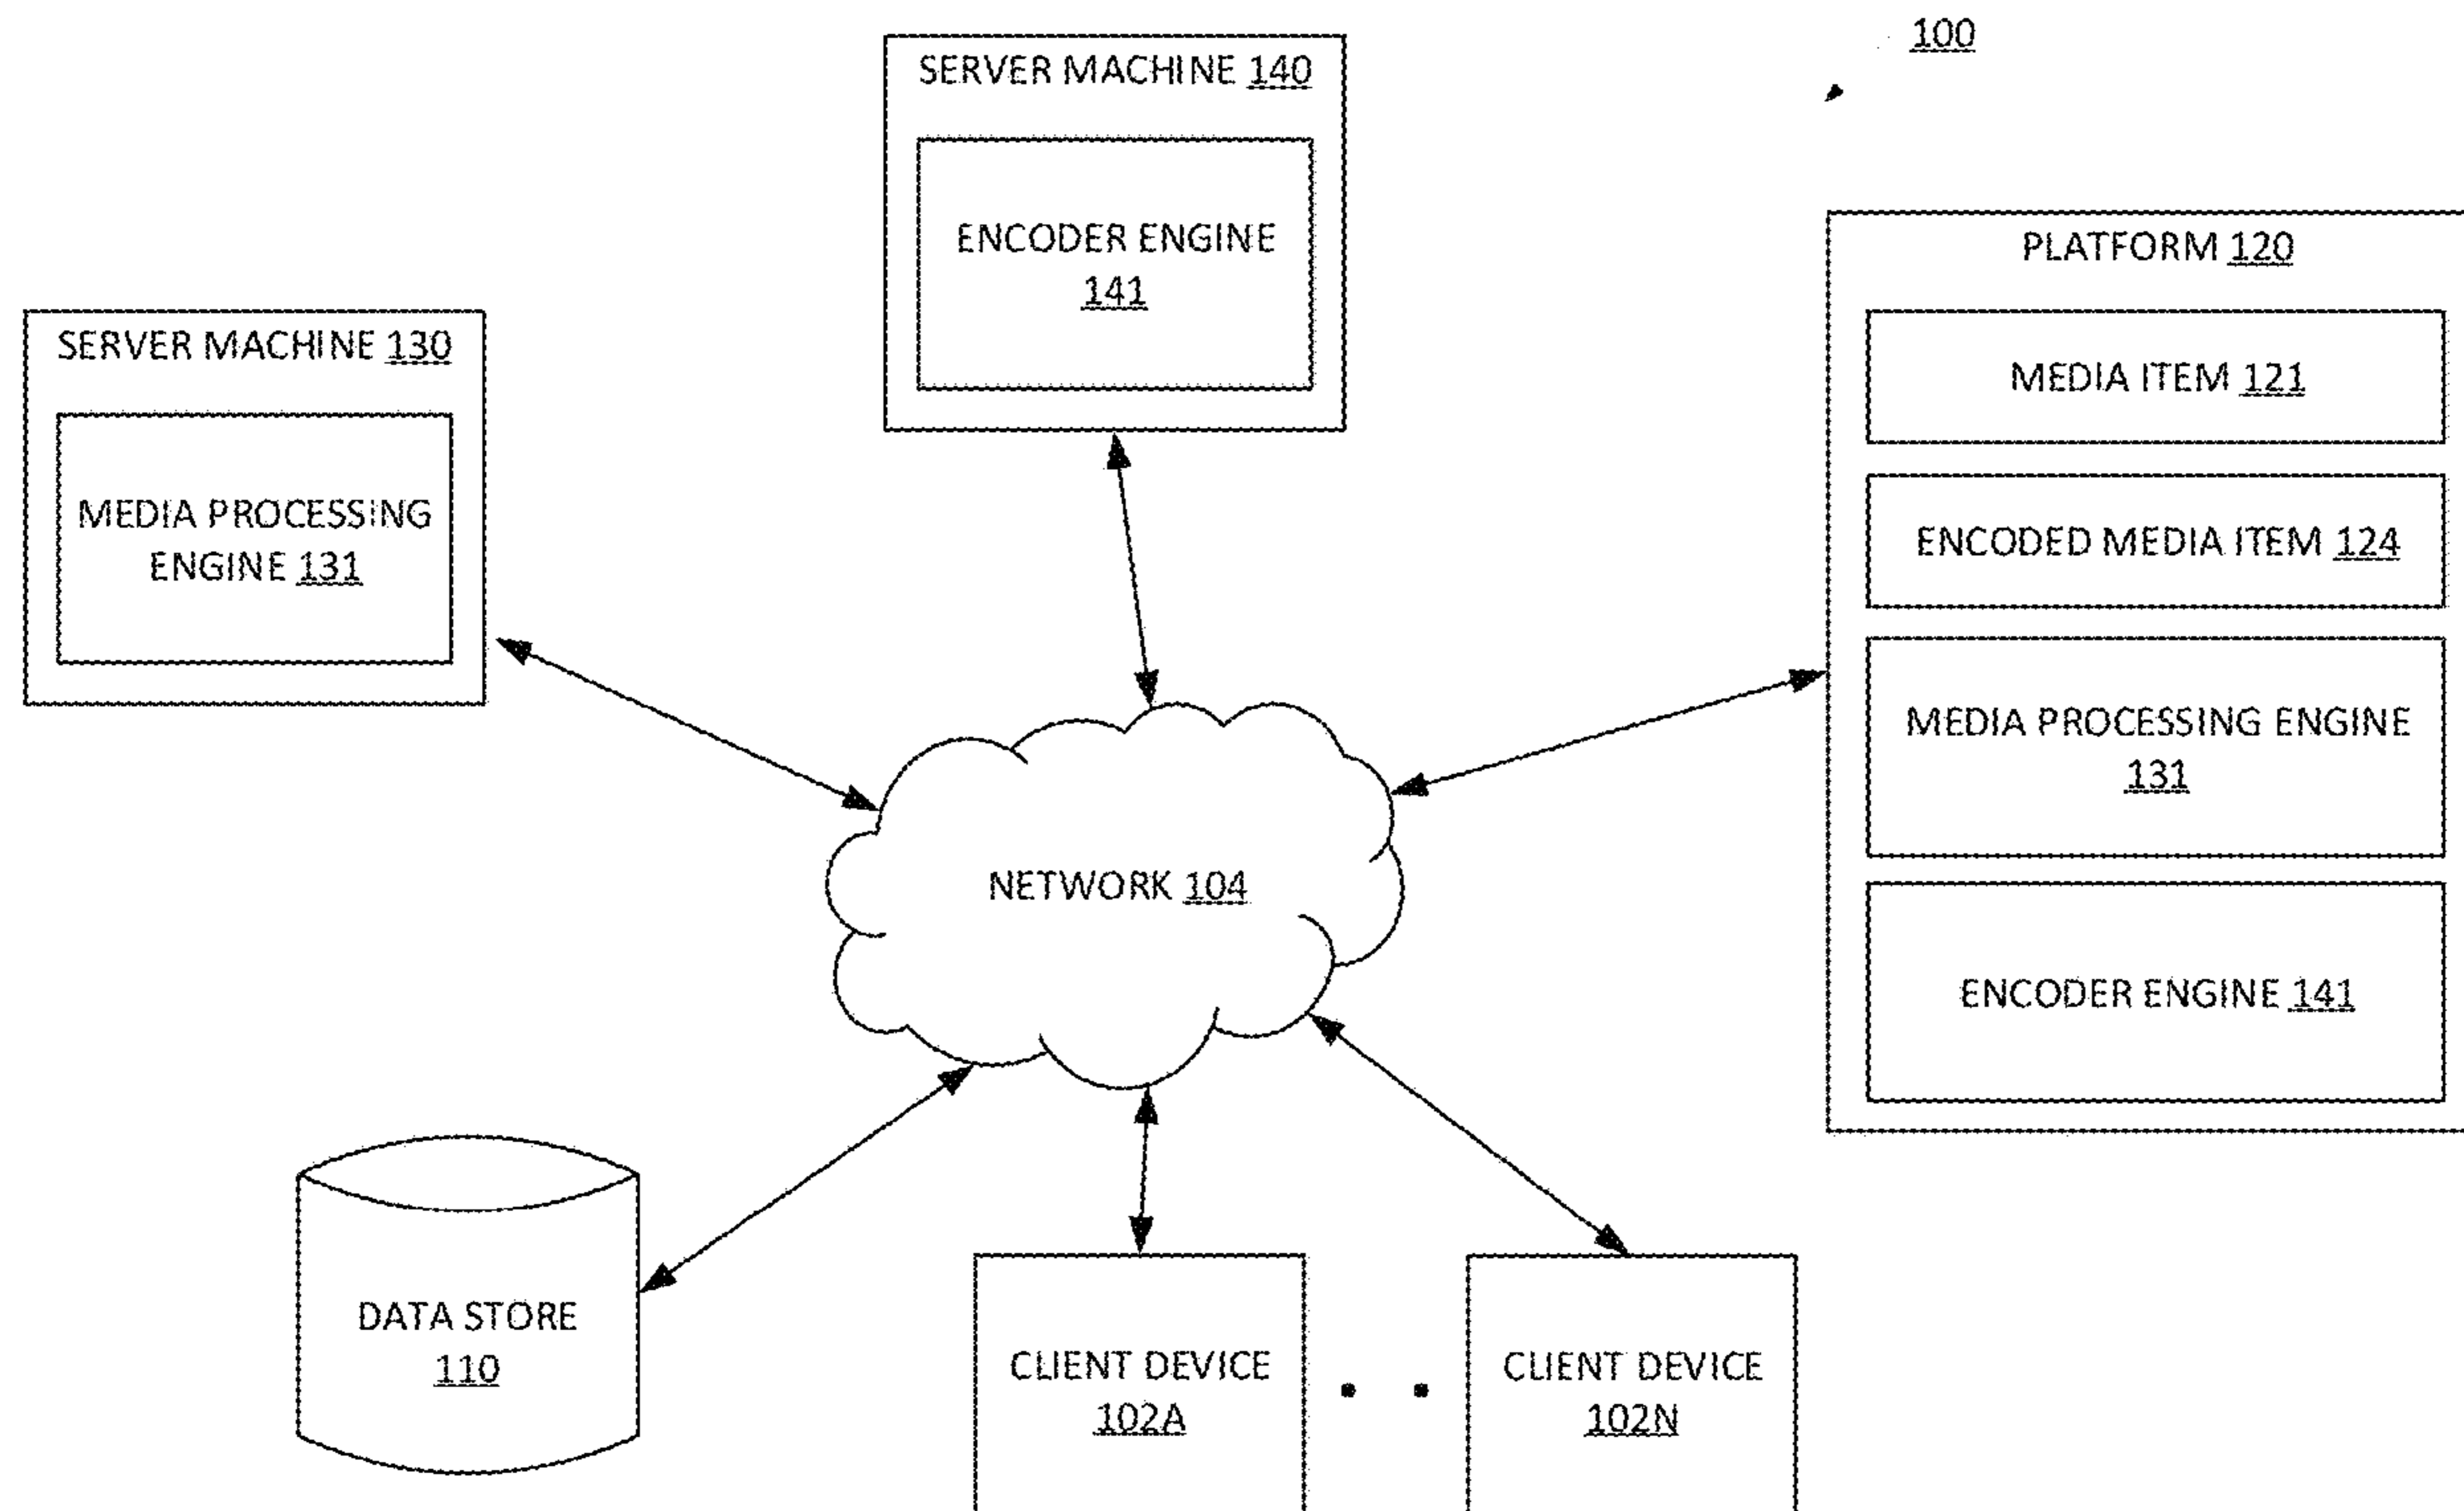 100
SERVER MACHINE 140
ENCODER ENGINE
141
SERVER MACHINE 130
MEDIA PROCESSING
ENGINE 131
PLATFORM 120
MEDIA ITEM 121
ENCODED MEDIA ITEM 124
MEDIA PROCESSING ENGINE
131
ENCODER ENGINE 141
NETWORK 104
DATA STORE
110
CLIENT DEVICE
102A
CLIENT DEVICE
102N